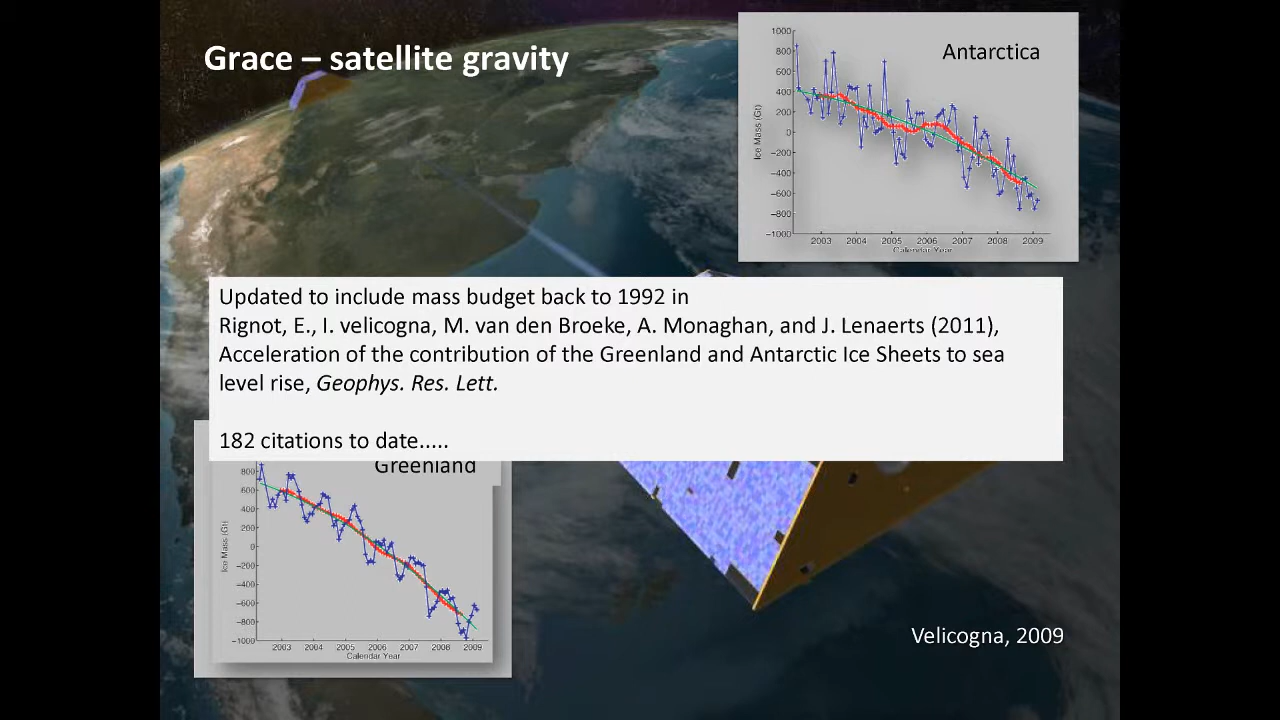 Grace – satellite gravity
Antarctica
1000
800
600
400
200
0
−200
−400
−600
−800
−1000
Ice Mass (Gt)
2003 2004 2005 2006 2007 2008 2009
Calendar Year
Updated to include mass budget back to 1992 in
Rignot, E., I. velicogna, M. van den Broeke, A. Monaghan, and J. Lenaerts (2011),
Acceleration of the contribution of the Greenland and Antarctic Ice Sheets to sea
level rise, Geophys. Res. Lett.
182 citations to date.....
Greenland
800
600
400
200
0
−200
−400
−600
−800
−1000
Ice Mass (Gt)
2003 2004 2005 2006 2007 2008 2009
Calendar Year
Velicogna, 2009